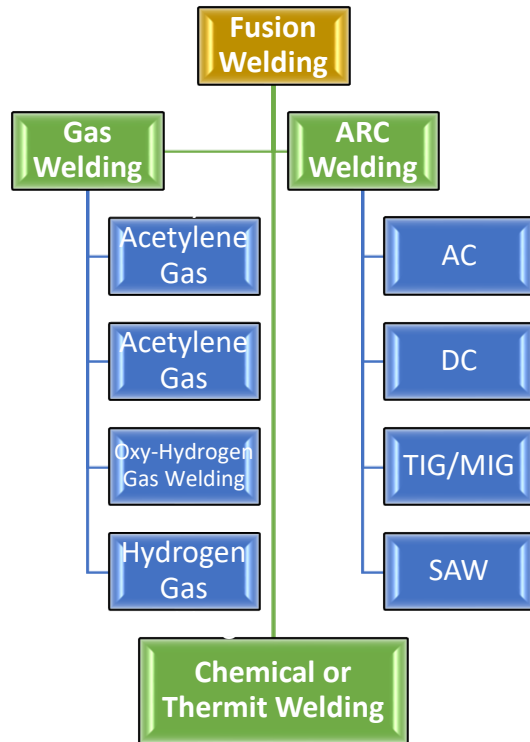 Fusion
Welding
Gas
Welding
ARC
Welding
Acetylene
Gas
Acetylene
Gas
Oxy-Hydrogen
Gas Welding
Hydrogen
Gas
AC
DC
TIG/MIG
SAW
Chemical or
Thermit Welding